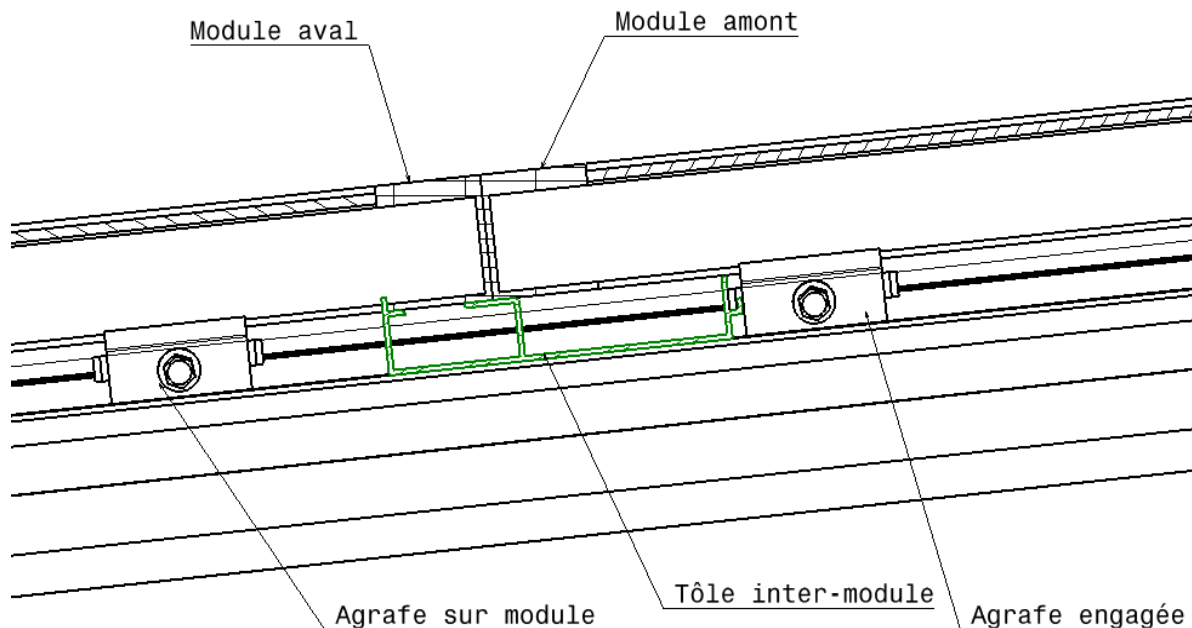 Module aval
Module amont
Tôle inter-module
Agrafe sur module
Agrafe engagée